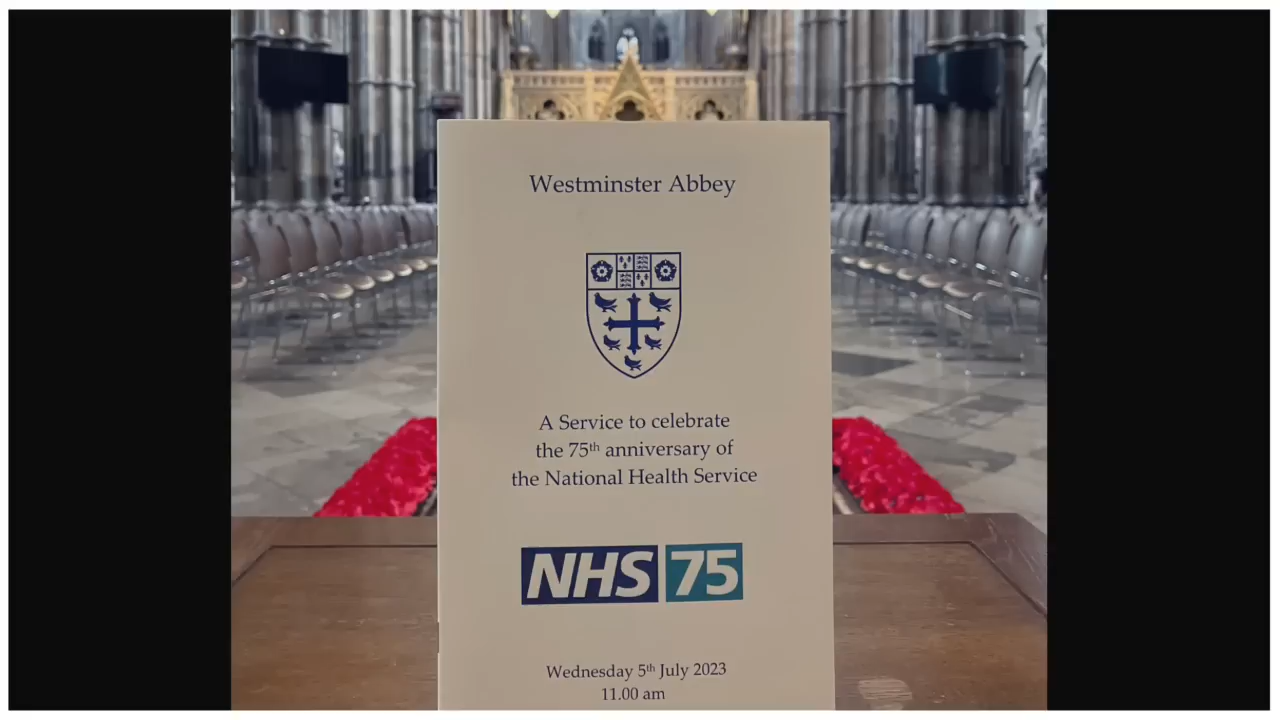 Westminster Abbey
A Service to celebrate
the 75th anniversary of
the National Health Service
NHS 75
Wednesday 5th July 2023
11.00 am